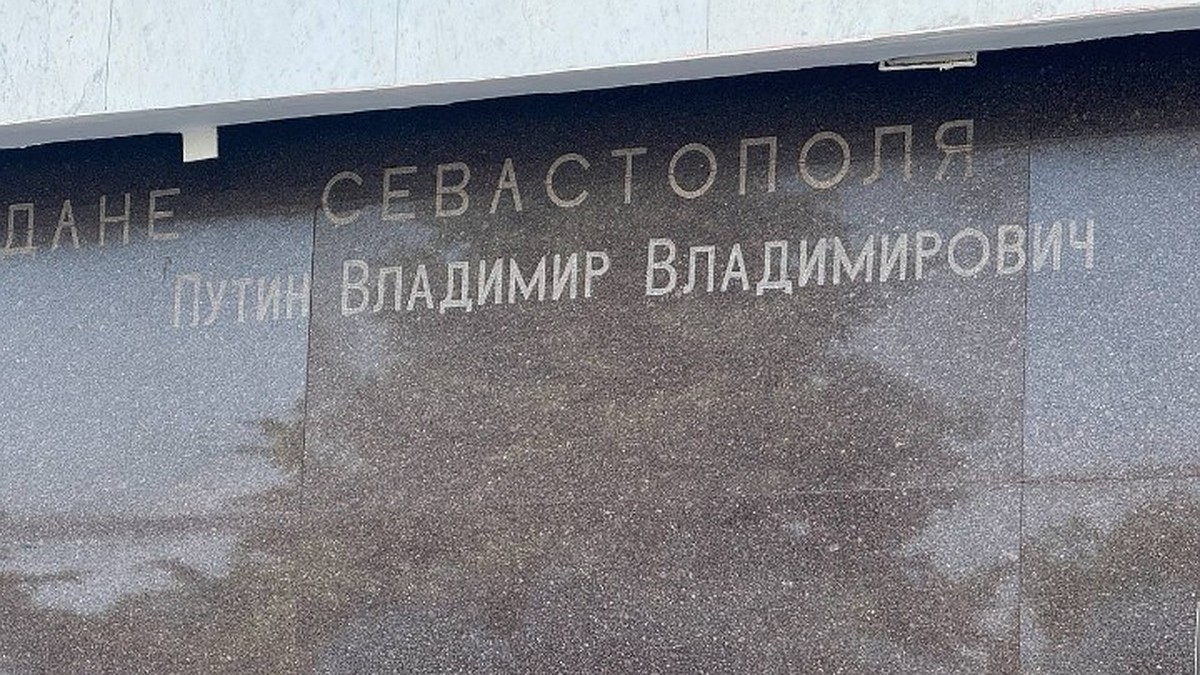 ДАНЕ СЕВАСТОПОЛЯ
Путин Владимир Владимирович